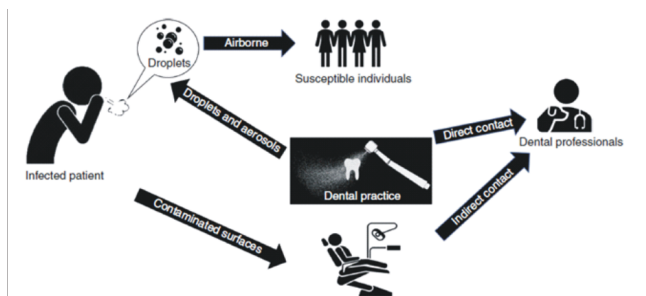 Airborne
Droplets
Susceptible individuals
Droplets and aerosols
Direct contact
Dental professionals
Infected patient
Dental practice
Indirect contact
Contaminated surfaces